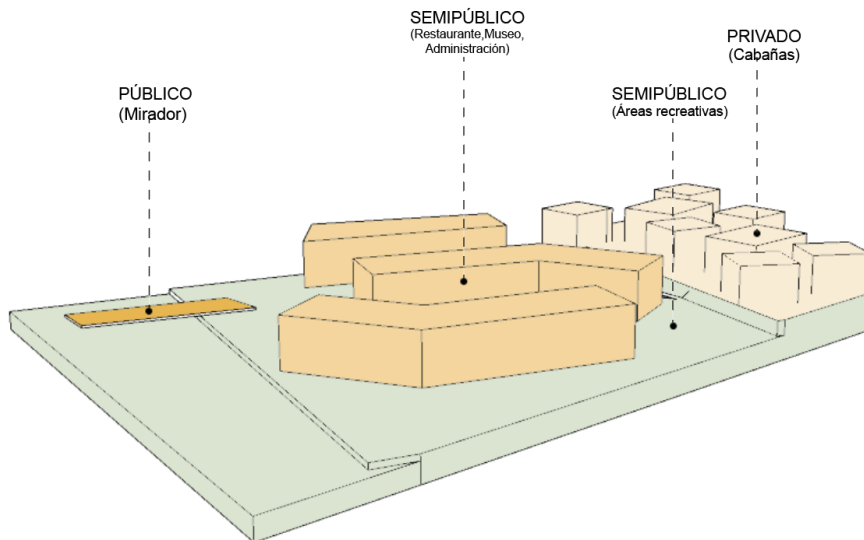 SEMIPÚBLICO
(Restaurante,Museo,
Administración)
PRIVADO
(Cabañas)
PÚBLICO
(Mirador)
SEMIPÚBLICO
(Áreas recreativas)